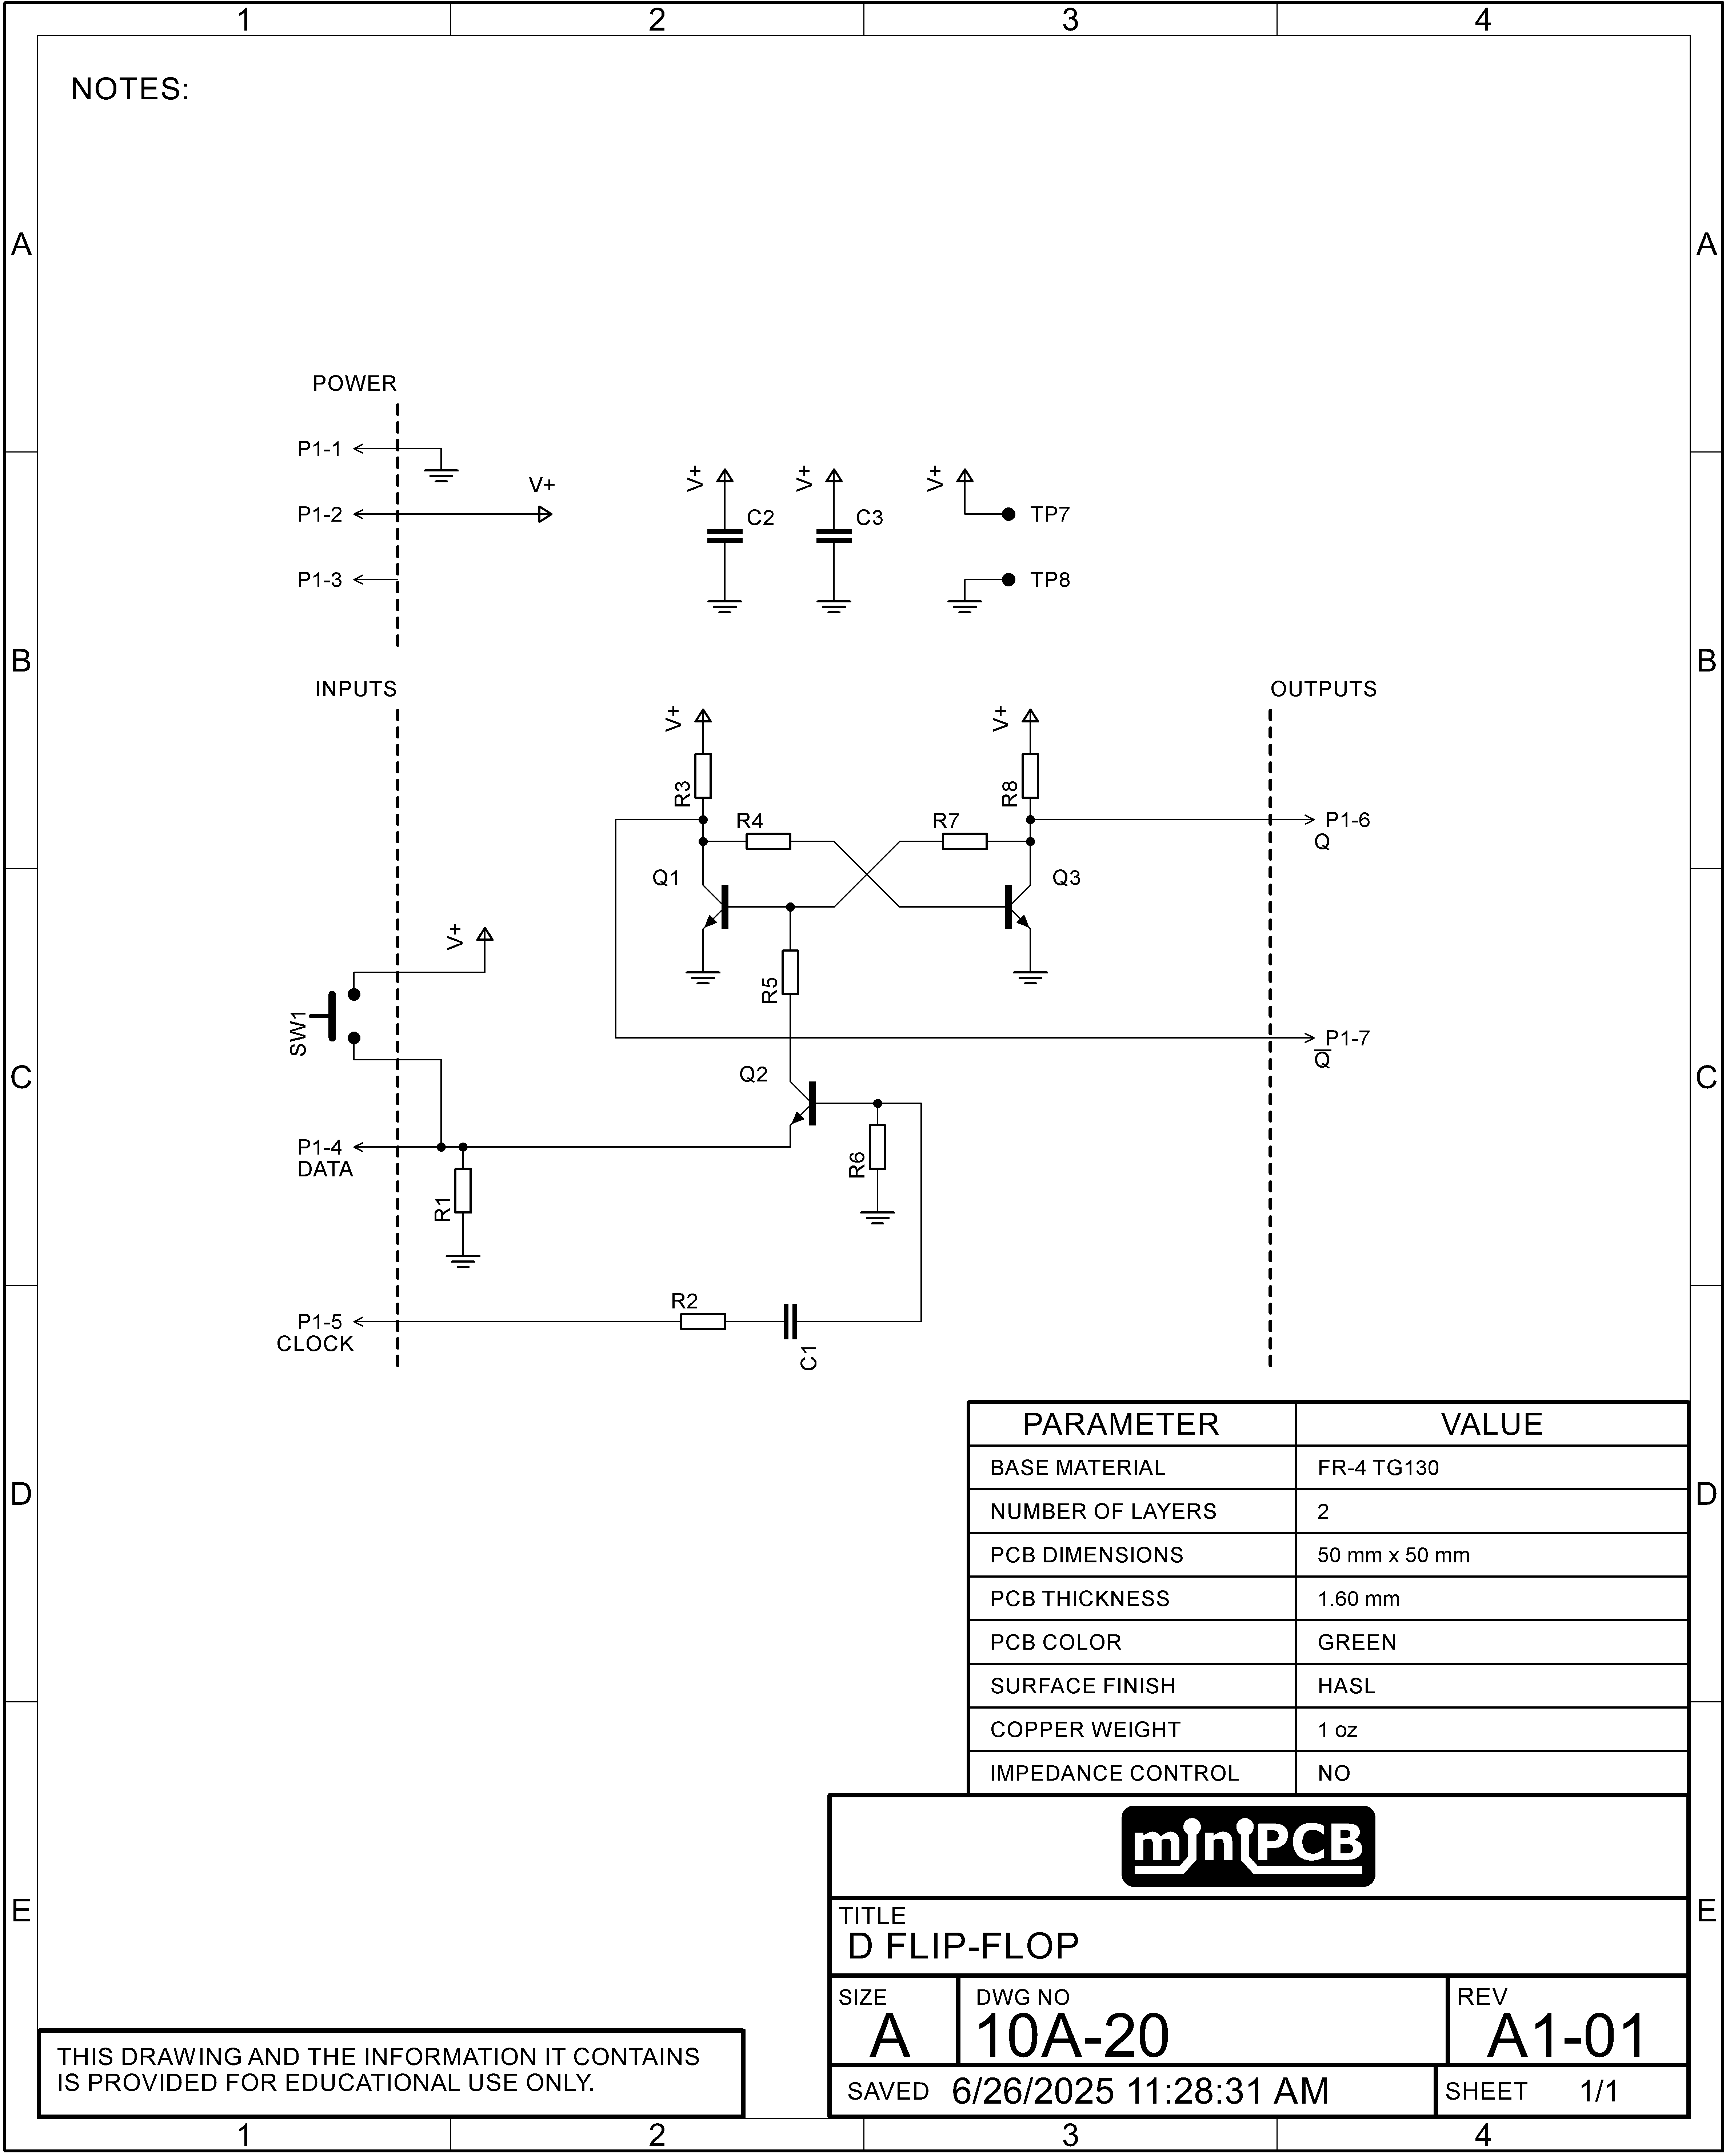 1 2 3 4
NOTES:
A A
POWER
P1-1
V+
P1-2
P1-3
V+ C2
V+ C3
V+ TP7
TP8
B B
INPUTS
OUTPUTS
V+ V+
R3 R8
R4 R7
P1-6
Q
Q1 Q3
V+
R5
SW1
P1-7
Q̅
C C
Q2
P1-4
DATA
R1
R6
R2
P1-5
CLOCK
C1
PARAMETER VALUE
BASE MATERIAL FR-4 TG130
D D
NUMBER OF LAYERS 2
PCB DIMENSIONS 50 mm x 50 mm
PCB THICKNESS 1.60 mm
PCB COLOR GREEN
SURFACE FINISH HASL
COPPER WEIGHT 1 oz
IMPEDANCE CONTROL NO
miniPCB
E E
TITLE
D FLIP-FLOP
SIZE DWG NO REV
A 10A-20 A1-01
SAVED 6/26/2025 11:28:31 AM SHEET 1/1
THIS DRAWING AND THE INFORMATION IT CONTAINS
IS PROVIDED FOR EDUCATIONAL USE ONLY.
1 2 3 4